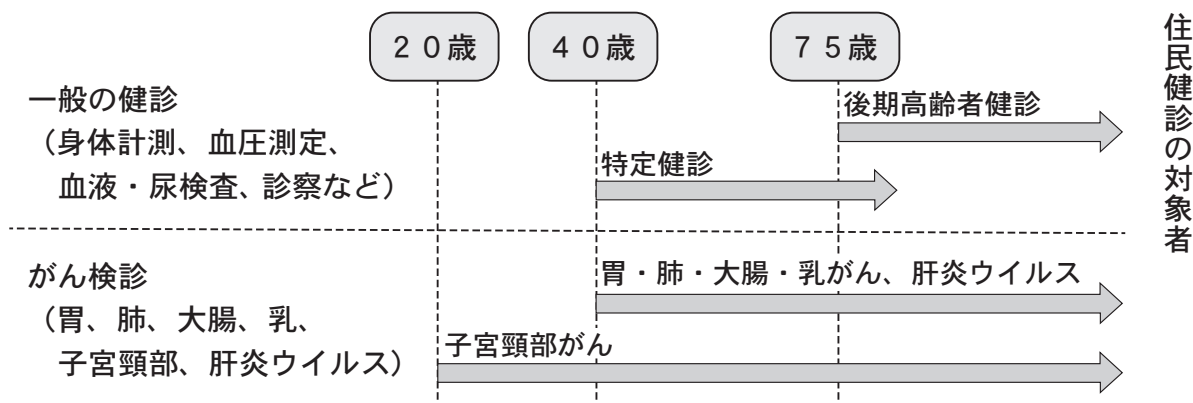 20歳
40歳
75歳
住民健診の対象者
一般の健診
（身体計測、血圧測定、
血液・尿検査、診察など）
後期高齢者健診
特定健診
がん検診
（胃、肺、大腸、乳、
子宮頸部、肝炎ウイルス）
胃・肺・大腸・乳がん、肝炎ウイルス
子宮頸部がん